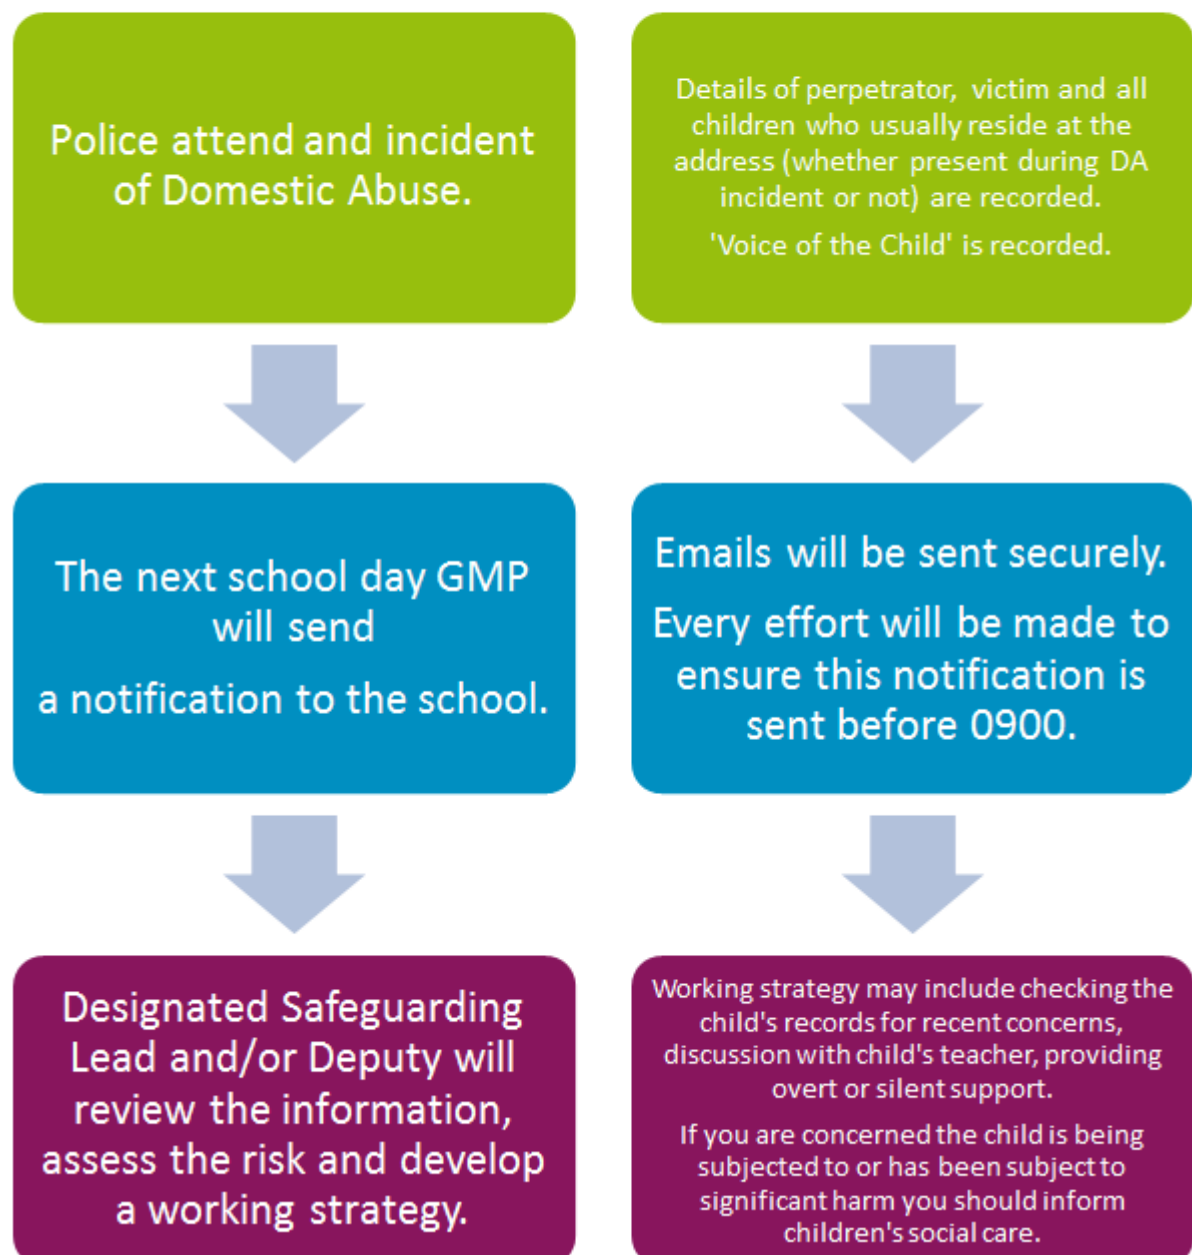 Police attend and incident
of Domestic Abuse.
Details of perpetrator, victim and all
children who usually reside at the
address (whether present during DA
incident or not) are recorded.
'Voice of the Child' is recorded.
The next school day GMP
will send
a notification to the school.
Emails will be sent securely.
Every effort will be made to
ensure this notification is
sent before 0900.
Designated Safeguarding
Lead and/or Deputy will
review the information,
assess the risk and develop
a working strategy.
Working strategy may include checking the
child's records for recent concerns,
discussion with child's teacher, providing
overt or silent support.
If you are concerned the child is being
subjected to or has been subject to
significant harm you should inform
children's social care.